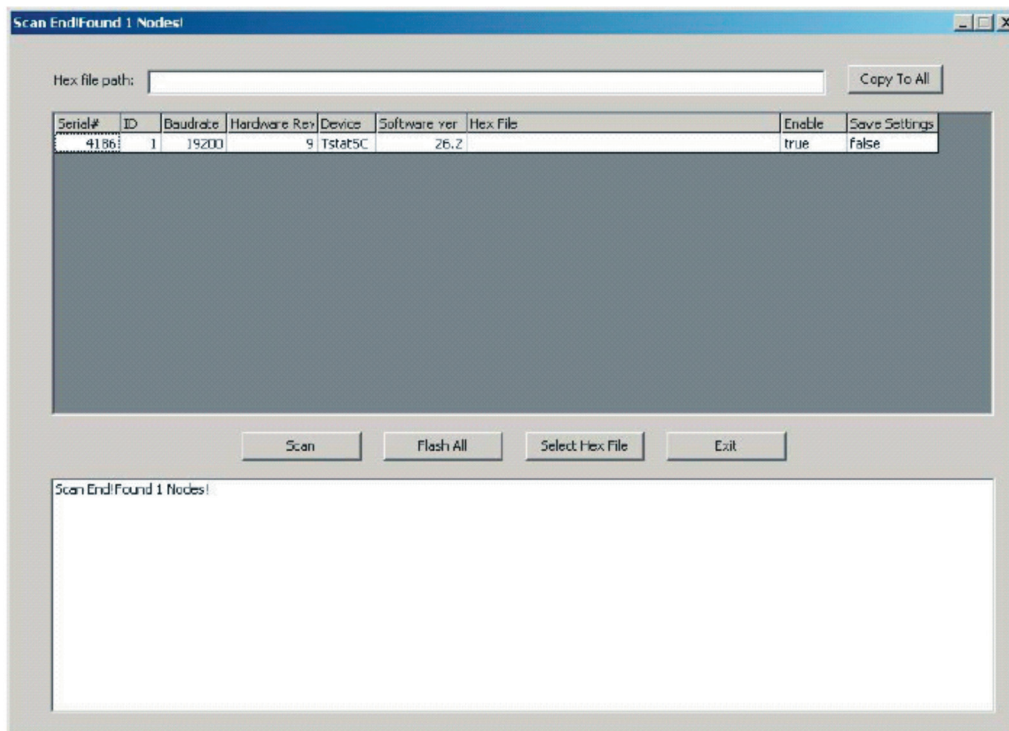 Scan End!Found 1 Nodes!
Hex file path:
Copy To All
Serial# ID Baudrate Hardware Rev Device Software ver Hex File Enable Save Settings
4186 1 19200 9 Tstat5C 26.2 true false
Scan Flash All Select Hex File Exit
Scan End!Found 1 Nodes!